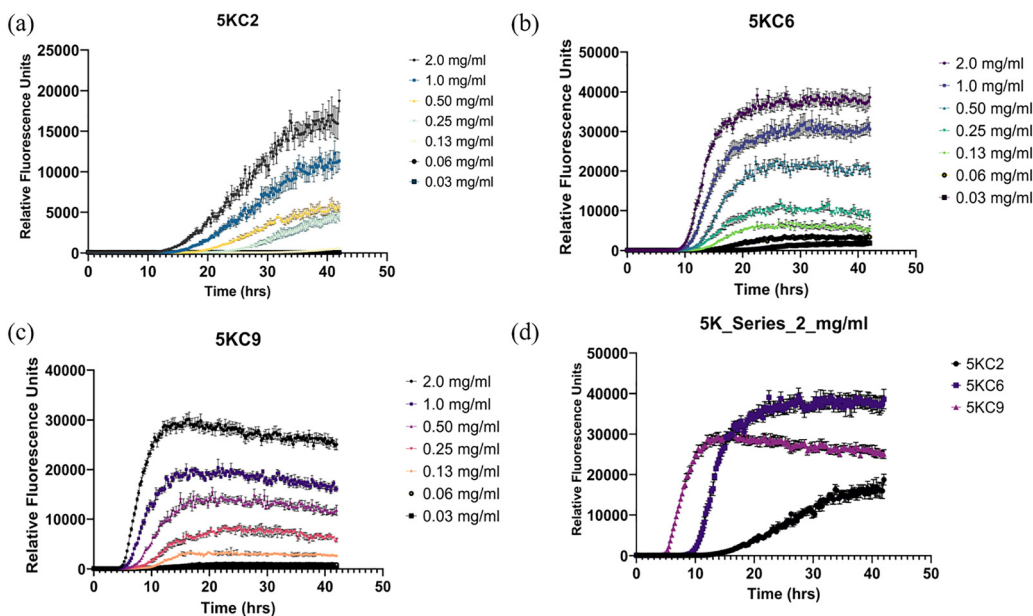 (a)
5KC2
Relative Fluorescence Units
25000
20000
15000
10000
5000
0
0 10 20 30 40 50
Time (hrs)
2.0 mg/ml
1.0 mg/ml
0.50 mg/ml
0.25 mg/ml
0.13 mg/ml
0.06 mg/ml
0.03 mg/ml
(b)
5KC6
Relative Fluorescence Units
50000
40000
30000
20000
10000
0
0 10 20 30 40 50
Time (hrs)
2.0 mg/ml
1.0 mg/ml
0.50 mg/ml
0.25 mg/ml
0.13 mg/ml
0.06 mg/ml
0.03 mg/ml
(c)
5KC9
Relative Fluorescence Units
40000
30000
20000
10000
0
0 10 20 30 40 50
Time (hrs)
2.0 mg/ml
1.0 mg/ml
0.50 mg/ml
0.25 mg/ml
0.13 mg/ml
0.06 mg/ml
0.03 mg/ml
(d)
5K_Series_2_mg/ml
Relative Fluorescence Units
50000
40000
30000
20000
10000
0
0 10 20 30 40 50
Time (hrs)
5KC2
5KC6
5KC9